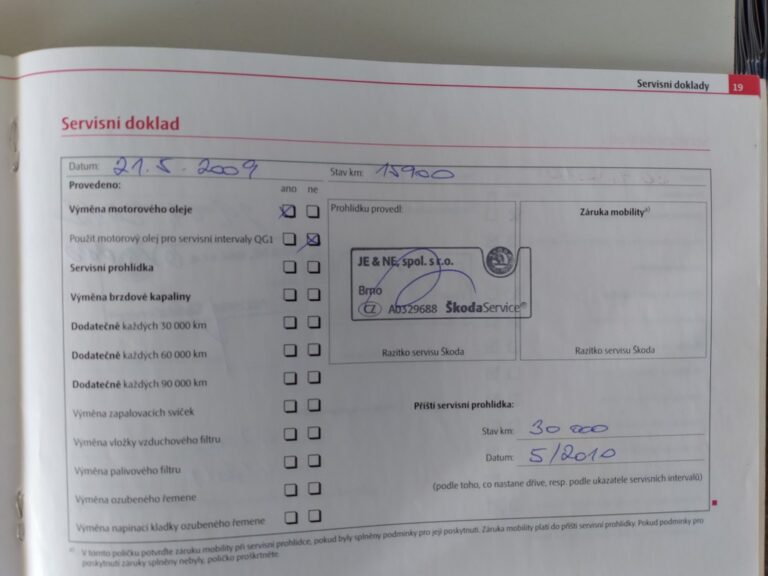 Servisní doklady 19
Servisní doklad
Datum: 21.5.2009 Stav km: 15900
Provedeno: ano ne
Výměna motorového oleje
Použit motorový olej pro servisní intervaly QG1
Servisní prohlídka
Výměna brzdové kapaliny
Dodatečně každých 30 000 km
Dodatečně každých 60 000 km
Dodatečně každých 90 000 km
Výměna zapalovacích svíček
Výměna vložky vzduchového filtru
Výměna palivového filtru
Výměna ozubeného řemene
Výměna napínací kladky ozubeného řemene
Prohlídku provedl:
JE & NE, spol. s r.o.
Brno
CZ A0329688 ŠkodaService®
Razítko servisu Škoda
Záruka mobility a)
Razítko servisu Škoda
Příští servisní prohlídka:
Stav km: 30 000
Datum: 5/2010
(podle toho, co nastane dříve, resp. podle ukazatele servisních intervalů)
a) V tomto políčku potvrďte záruku mobility při servisní prohlídce, pokud byly splněny podmínky pro její poskytnutí. Záruka mobility platí do příští servisní prohlídky. Pokud podmínky pro
poskytnutí záruky splněny nebyly, políčko proškrtněte.